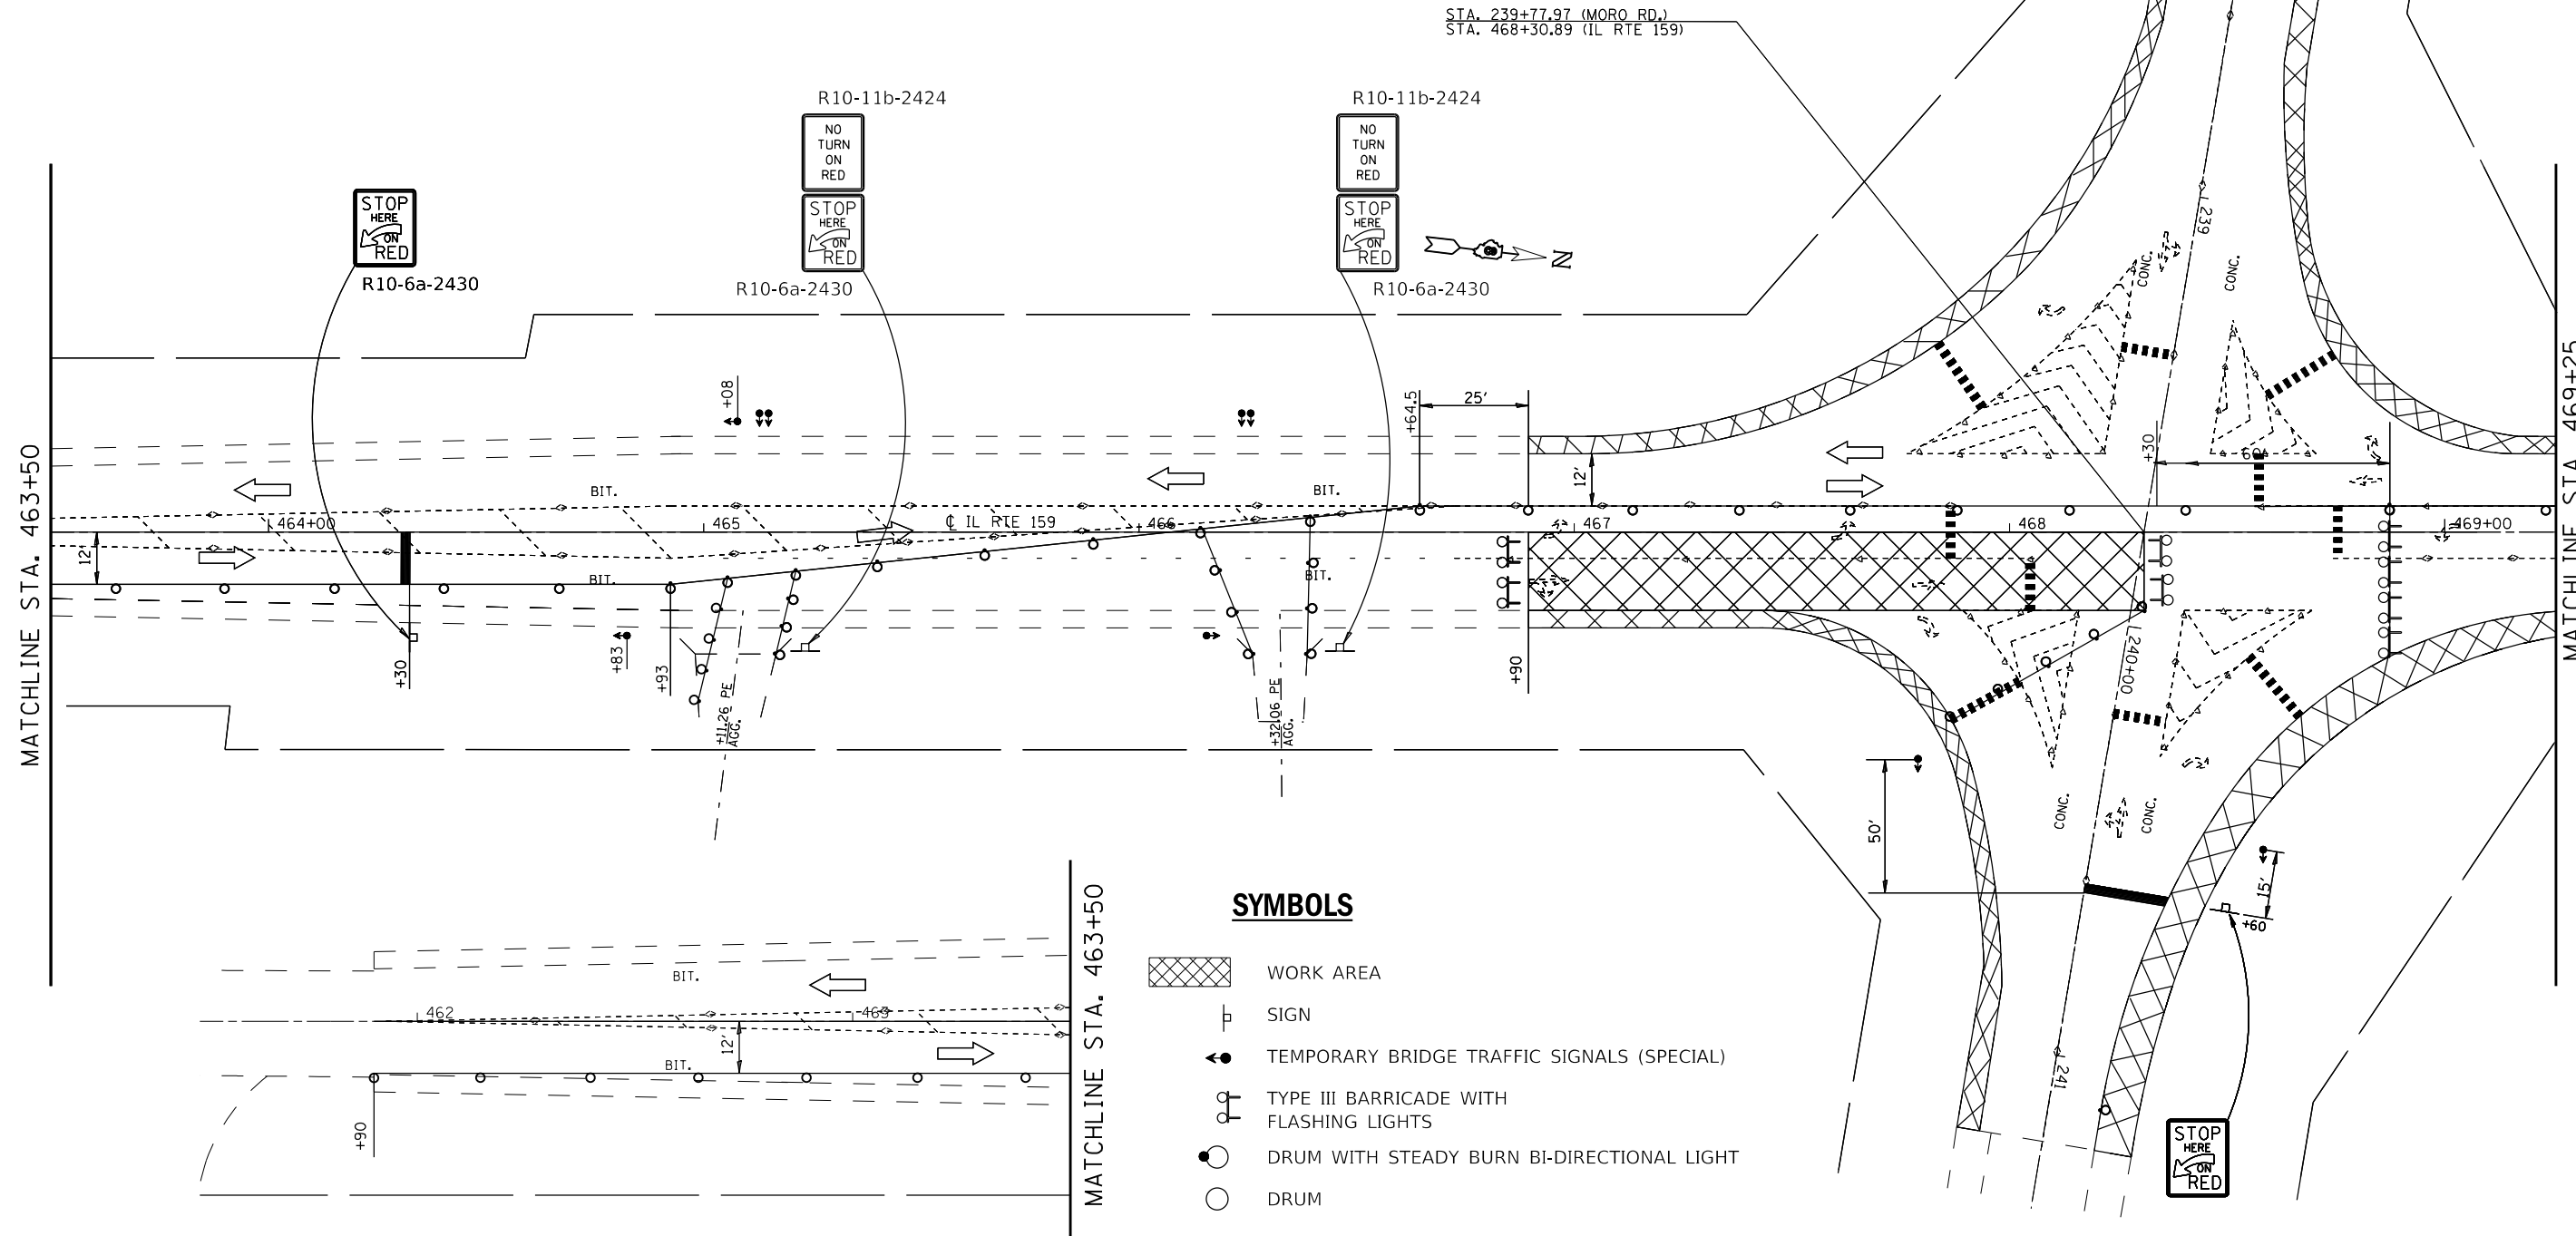 STA. 239+77.97 (MORO RD.)
STA. 468+30.89 (IL RTE 159)
R10-11b-2424
R10-11b-2424
NO
TURN
ON
RED
NO
TURN
ON
RED
STOP
HERE
ON
RED
STOP
HERE
ON
RED
STOP
HERE
ON
RED
R10-6a-2430
R10-6a-2430
R10-6a-2430
N
239
CONC.
CONC.
MATCHLINE STA. 463+50
MATCHLINE STA. 469+25
+08
+64.5
25'
12'
+30
60'
BIT.
BIT.
464+00
465
℄ IL RTE 159
466
467
468
469+00
12'
BIT.
BIT.
+30
+83
+93
+90
+11.26 PE
AGG.
+32.06 PE
AGG.
240+00
50'
CONC.
CONC.
15'
+60
241
STOP
HERE
ON
RED
MATCHLINE STA. 463+50
BIT.
462
463
12'
BIT.
+90
SYMBOLS
WORK AREA
SIGN
TEMPORARY BRIDGE TRAFFIC SIGNALS (SPECIAL)
TYPE III BARRICADE WITH
FLASHING LIGHTS
DRUM WITH STEADY BURN BI-DIRECTIONAL LIGHT
DRUM